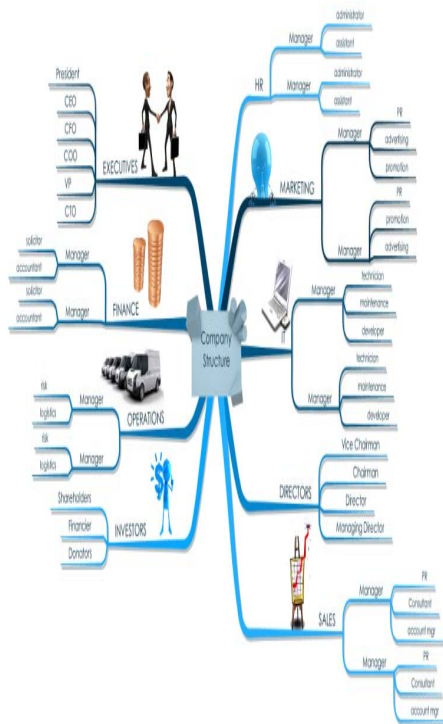 Company
Structure
HR
Manager
administrator
assistant
Manager
administrator
assistant
MARKETING
Manager
PR
advertising
promotion
Manager
PR
promotion
advertising
IT
Manager
technician
maintenance
developer
Manager
technician
maintenance
developer
DIRECTORS
Vice Chairman
Chairman
Director
Managing Director
SALES
Manager
PR
Consultant
account mgr
Manager
PR
Consultant
account mgr
EXECUTIVES
President
CEO
CFO
COO
VP
CTO
FINANCE
Manager
solicitor
accountant
Manager
solicitor
accountant
OPERATIONS
Manager
risk
logistics
Manager
risk
logistics
INVESTORS
Shareholders
Financier
Donators